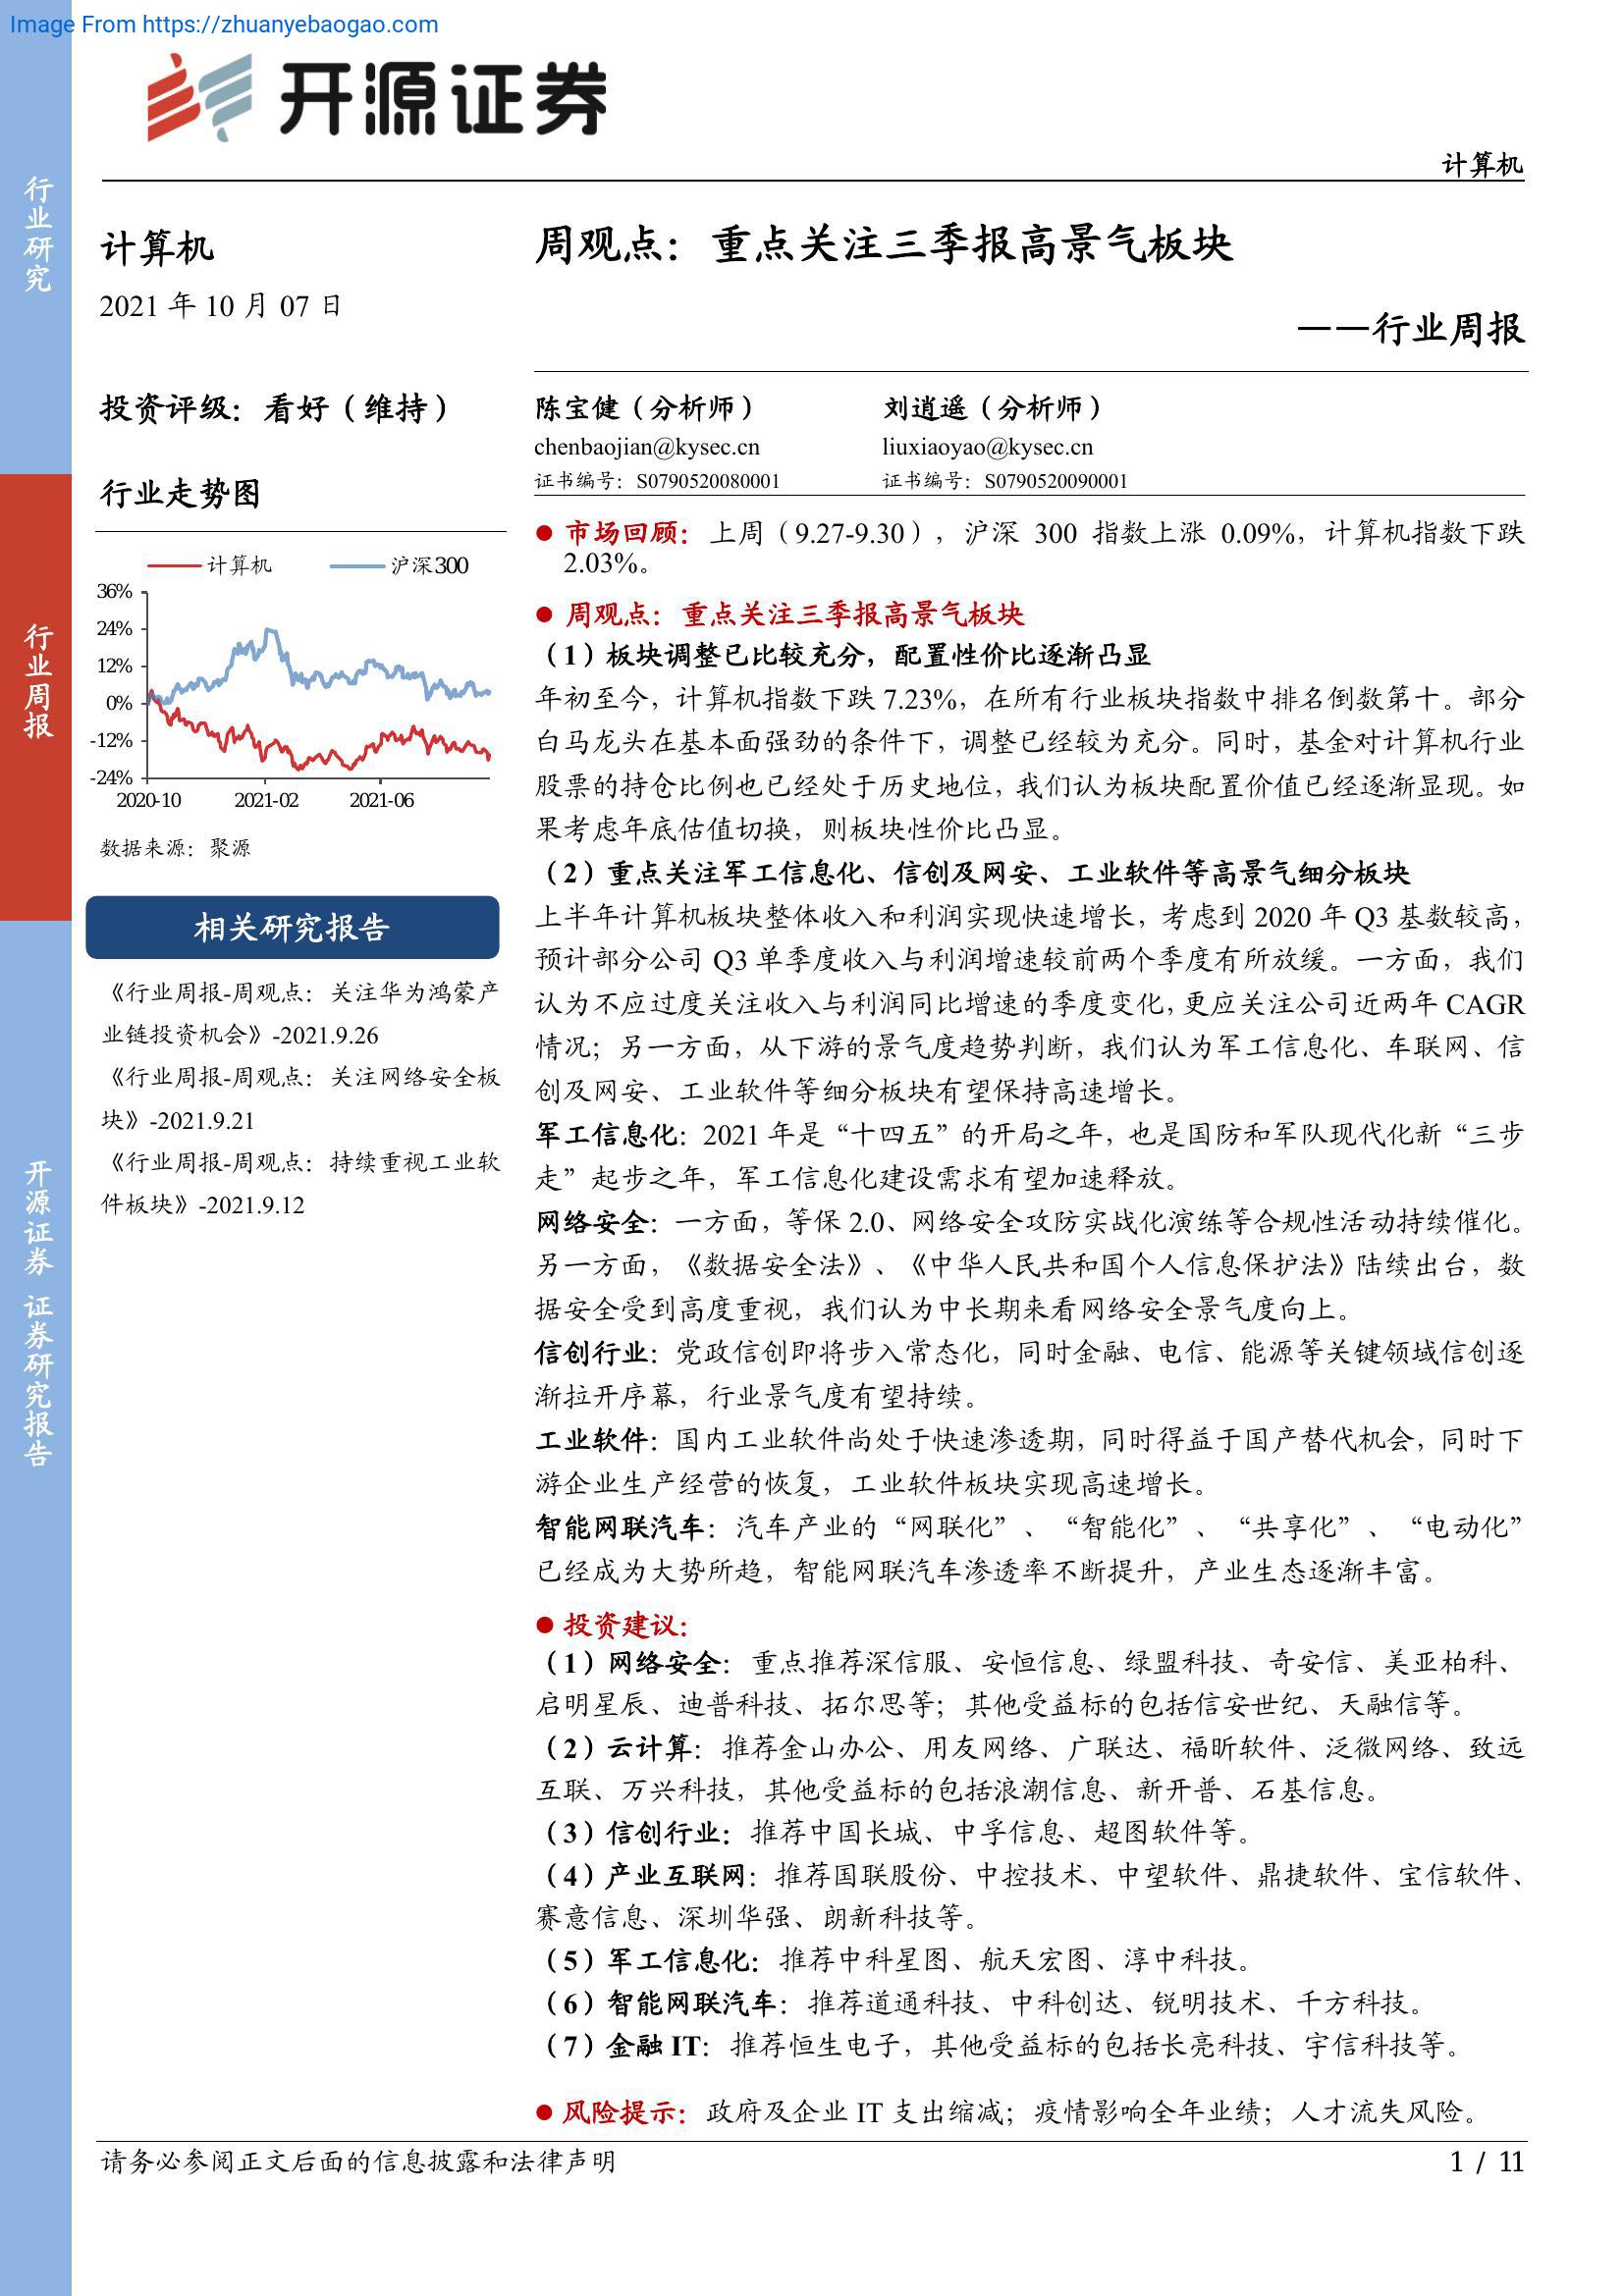 Image From https://zhuanyebaogao.com
开源证券
计算机
行业研究
行业周报
开源证券 证券研究报告
计算机
2021 年 10 月 07 日
投资评级：看好（维持）
行业走势图
计算机 沪深300
36%
24%
12%
0%
-12%
-24%
2020-10 2021-02 2021-06
数据来源：聚源
相关研究报告
《行业周报-周观点：关注华为鸿蒙产
业链投资机会》-2021.9.26
《行业周报-周观点：关注网络安全板
块》-2021.9.21
《行业周报-周观点：持续重视工业软
件板块》-2021.9.12
周观点：重点关注三季报高景气板块
——行业周报
陈宝健（分析师） 刘逍遥（分析师）
chenbaojian@kysec.cn liuxiaoyao@kysec.cn
证书编号：S0790520080001 证书编号：S0790520090001
● 市场回顾：上周（9.27-9.30），沪深 300 指数上涨 0.09%，计算机指数下跌
2.03%。
● 周观点：重点关注三季报高景气板块
（1）板块调整已比较充分，配置性价比逐渐凸显
年初至今，计算机指数下跌 7.23%，在所有行业板块指数中排名倒数第十。部分
白马龙头在基本面强劲的条件下，调整已经较为充分。同时，基金对计算机行业
股票的持仓比例也已经处于历史地位，我们认为板块配置价值已经逐渐显现。如
果考虑年底估值切换，则板块性价比凸显。
（2）重点关注军工信息化、信创及网安、工业软件等高景气细分板块
上半年计算机板块整体收入和利润实现快速增长，考虑到 2020 年 Q3 基数较高，
预计部分公司 Q3 单季度收入与利润增速较前两个季度有所放缓。一方面，我们
认为不应过度关注收入与利润同比增速的季度变化，更应关注公司近两年 CAGR
情况；另一方面，从下游的景气度趋势判断，我们认为军工信息化、车联网、信
创及网安、工业软件等细分板块有望保持高速增长。
军工信息化：2021 年是“十四五”的开局之年，也是国防和军队现代化新“三步
走”起步之年，军工信息化建设需求有望加速释放。
网络安全：一方面，等保 2.0、网络安全攻防实战化演练等合规性活动持续催化。
另一方面，《数据安全法》、《中华人民共和国个人信息保护法》陆续出台，数
据安全受到高度重视，我们认为中长期来看网络安全景气度向上。
信创行业：党政信创即将步入常态化，同时金融、电信、能源等关键领域信创逐
渐拉开序幕，行业景气度有望持续。
工业软件：国内工业软件尚处于快速渗透期，同时得益于国产替代机会，同时下
游企业生产经营的恢复，工业软件板块实现高速增长。
智能网联汽车：汽车产业的“网联化”、“智能化”、“共享化”、“电动化”
已经成为大势所趋，智能网联汽车渗透率不断提升，产业生态逐渐丰富。
● 投资建议：
（1）网络安全：重点推荐深信服、安恒信息、绿盟科技、奇安信、美亚柏科、
启明星辰、迪普科技、拓尔思等；其他受益标的包括信安世纪、天融信等。
（2）云计算：推荐金山办公、用友网络、广联达、福昕软件、泛微网络、致远
互联、万兴科技，其他受益标的包括浪潮信息、新开普、石基信息。
（3）信创行业：推荐中国长城、中孚信息、超图软件等。
（4）产业互联网：推荐国联股份、中控技术、中望软件、鼎捷软件、宝信软件、
赛意信息、深圳华强、朗新科技等。
（5）军工信息化：推荐中科星图、航天宏图、淳中科技。
（6）智能网联汽车：推荐道通科技、中科创达、锐明技术、千方科技。
（7）金融 IT：推荐恒生电子，其他受益标的包括长亮科技、宇信科技等。
● 风险提示：政府及企业 IT 支出缩减；疫情影响全年业绩；人才流失风险。
请务必参阅正文后面的信息披露和法律声明
1 / 11